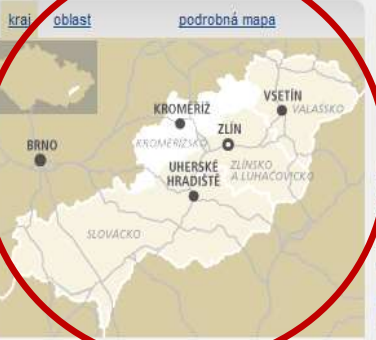 kraj oblast podrobná mapa
VSETÍN
VALAŠSKO
KROMĚŘÍŽ
ZLÍN
BRNO
KROMĚŘÍŽSKO
UHERSKÉ
HRADIŠTĚ
ZLÍNSKO
A LUHAČOVICKO
SLOVÁCKO